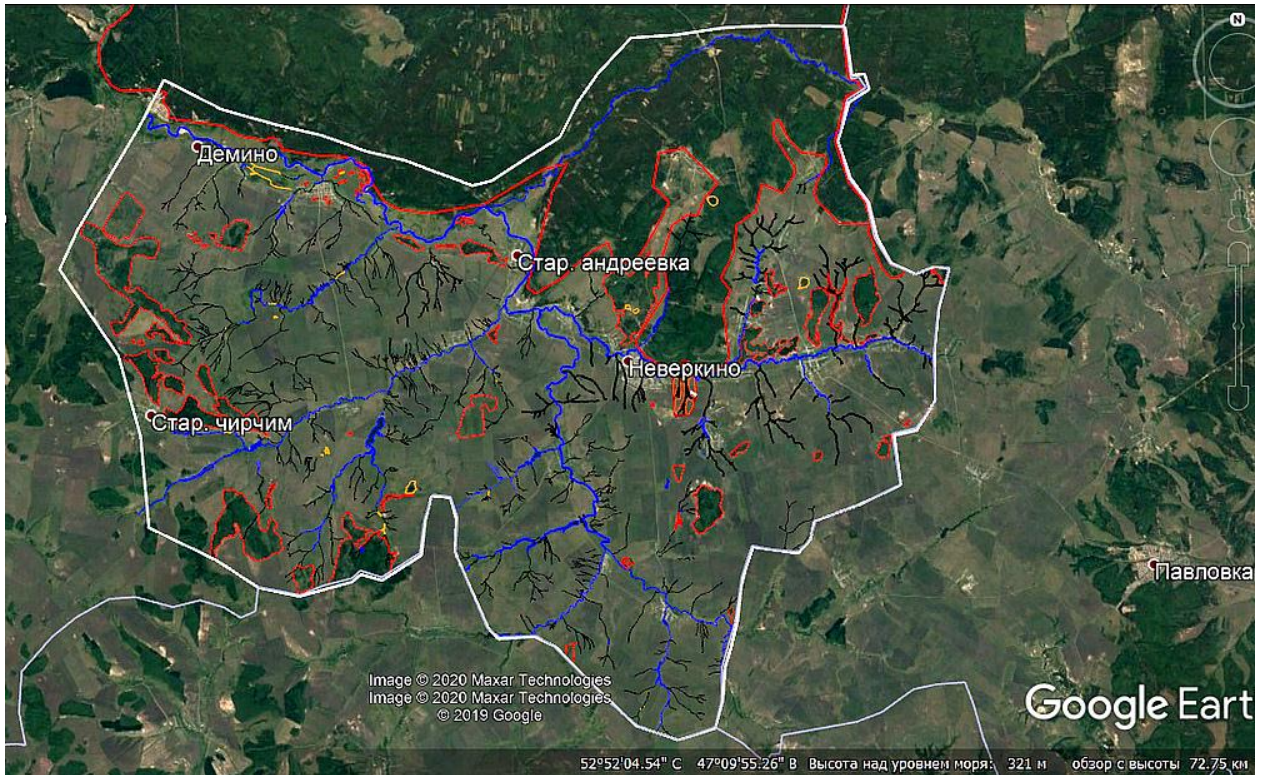 N
Демино
Стар. андреевка
Неверкино
Стар. чирчим
Павловка
Image © 2020 Maxar Technologies
Image © 2020 Maxar Technologies
© 2019 Google
Google Eart
52°52'04.54" С 47°09'55.26" В Высота над уровнем моря: 321 м обзор с высоты 72.75 км